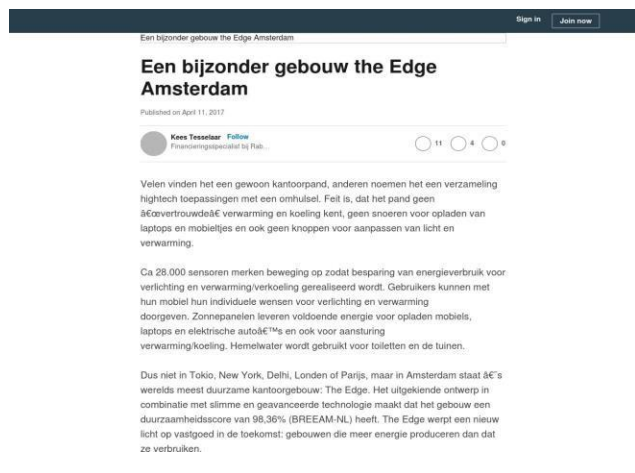 Sign in
Join now
Een bijzonder gebouw the Edge Amsterdam
Een bijzonder gebouw the Edge
Amsterdam
Published on April 11, 2017
Kees Tesselaar Follow
Financieringsspecialist bij Rab...
11 4 0
Velen vinden het een gewoon kantoorpand, anderen noemen het een verzameling
hightech toepassingen met een omhulsel. Feit is, dat het pand geen
â€œvertrouwdeâ€ verwarming en koeling kent, geen snoeren voor opladen van
laptops en mobieltjes en ook geen knoppen voor aanpassen van licht en
verwarming.
Ca 28.000 sensoren merken beweging op zodat besparing van energieverbruik voor
verlichting en verwarming/verkoeling gerealiseerd wordt. Gebruikers kunnen met
hun mobiel hun individuele wensen voor verlichting en verwarming
doorgeven. Zonnepanelen leveren voldoende energie voor opladen mobiels,
laptops en elektrische autoâ€™s en ook voor aansturing
verwarming/koeling. Hemelwater wordt gebruikt voor toiletten en de tuinen.
Dus niet in Tokio, New York, Delhi, Londen of Parijs, maar in Amsterdam staat â€˜s
werelds meest duurzame kantoorgebouw: The Edge. Het uitgekiende ontwerp in
combinatie met slimme en geavanceerde technologie maakt dat het gebouw een
duurzaamheidsscore van 98,36% (BREEAM-NL) heeft. The Edge werpt een nieuw
licht op vastgoed in de toekomst: gebouwen die meer energie produceren dan dat
ze verbruiken.